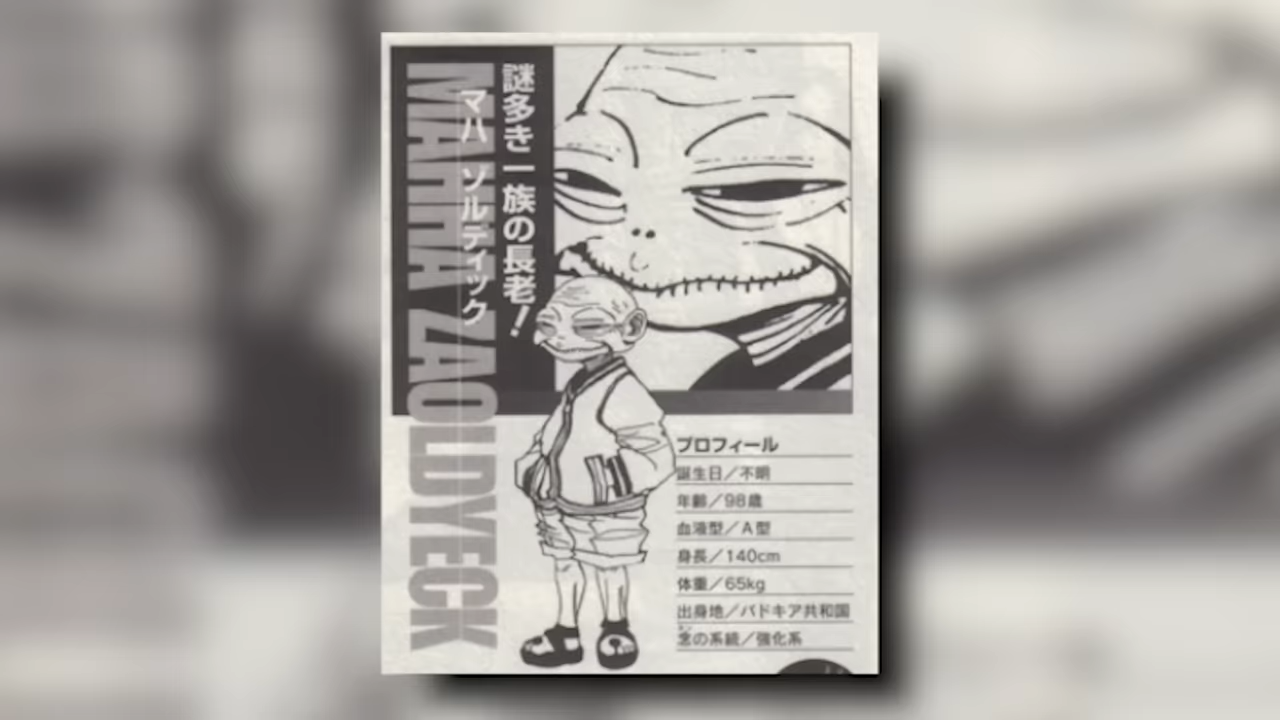 謎多き一族の長老！
マハ ゾルディック
MAHHA ZAOLDYECK
プロフィール
誕生日／不明
年齢／98歳
血液型／A型
身長／140cm
体重／65kg
出身地／パドキア共和国
念の系統／強化系